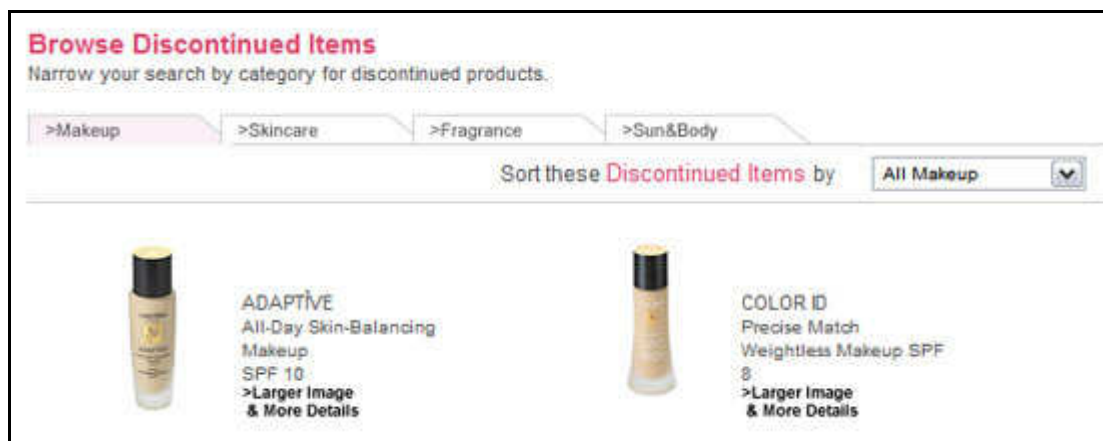 Browse Discontinued Items
Narrow your search by category for discontinued products.
>Makeup >Skincare >Fragrance >Sun&Body
Sort these Discontinued Items by All Makeup
ADAPTIVE
All-Day Skin-Balancing
Makeup
SPF 10
>Larger Image
& More Details
COLOR ID
Precise Match
Weightless Makeup SPF
8
>Larger Image
& More Details